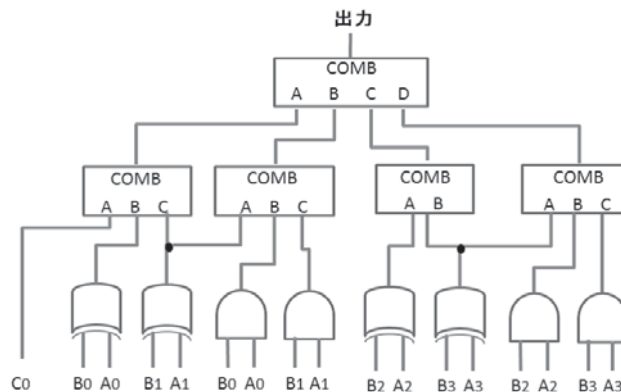 出力
COMB
A B C D
COMB COMB COMB COMB
A B C A B C A B A B C
C0 B0 A0 B1 A1 B0 A0 B1 A1 B2 A2 B3 A3 B2 A2 B3 A3